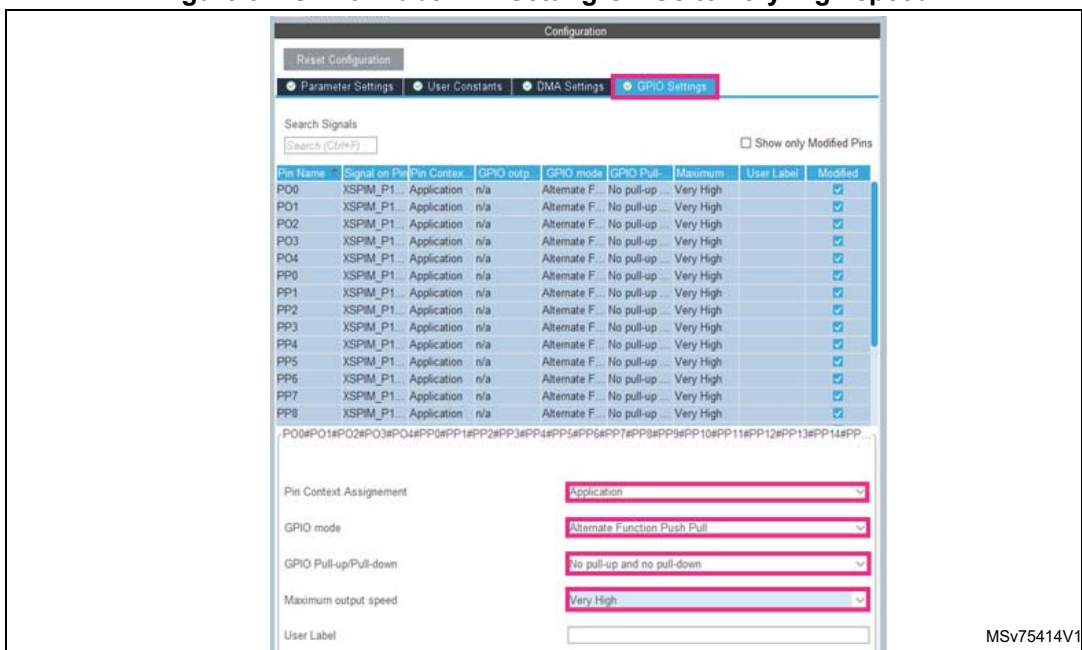 Configuration
Reset Configuration
Parameter Settings User Constants DMA Settings GPIO Settings
Search Signals
Search (Ctrl+F)
Show only Modified Pins
Pin Name Signal on Pin Pin Contex... GPIO outp... GPIO mode GPIO Pull-... Maximum ... User Label Modified
PO0 XSPIM_P1... Application n/a Alternate F... No pull-up ... Very High
PO1 XSPIM_P1... Application n/a Alternate F... No pull-up ... Very High
PO2 XSPIM_P1... Application n/a Alternate F... No pull-up ... Very High
PO3 XSPIM_P1... Application n/a Alternate F... No pull-up ... Very High
PO4 XSPIM_P1... Application n/a Alternate F... No pull-up ... Very High
PP0 XSPIM_P1... Application n/a Alternate F... No pull-up ... Very High
PP1 XSPIM_P1... Application n/a Alternate F... No pull-up ... Very High
PP2 XSPIM_P1... Application n/a Alternate F... No pull-up ... Very High
PP3 XSPIM_P1... Application n/a Alternate F... No pull-up ... Very High
PP4 XSPIM_P1... Application n/a Alternate F... No pull-up ... Very High
PP5 XSPIM_P1... Application n/a Alternate F... No pull-up ... Very High
PP6 XSPIM_P1... Application n/a Alternate F... No pull-up ... Very High
PP7 XSPIM_P1... Application n/a Alternate F... No pull-up ... Very High
PP8 XSPIM_P1... Application n/a Alternate F... No pull-up ... Very High
PO0#PO1#PO2#PO3#PO4#PP0#PP1#PP2#PP3#PP4#PP5#PP6#PP7#PP8#PP9#PP10#PP11#PP12#PP13#PP14#PP...
Pin Context Assignement Application
GPIO mode Alternate Function Push Pull
GPIO Pull-up/Pull-down No pull-up and no pull-down
Maximum output speed Very High
User Label
MSv75414V1